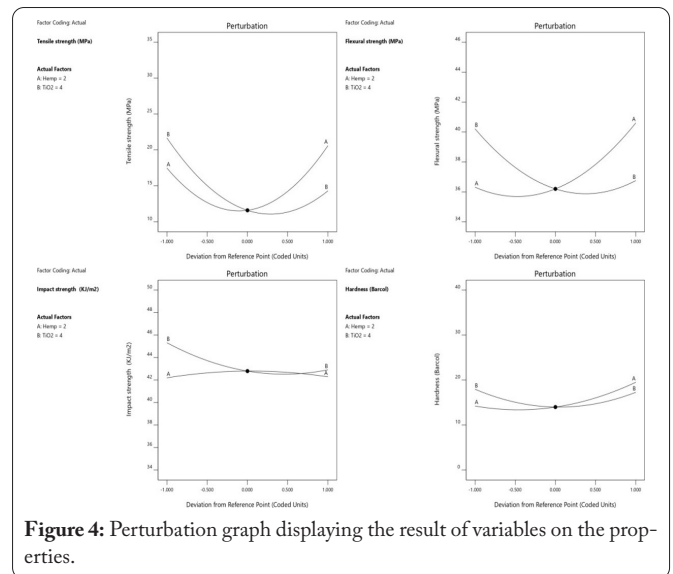 Factor Coding: Actual
Tensile strength (MPa)
Actual Factors
A: Hemp = 2
B: TiO2 = 4
Perturbation
Tensile strength (MPa)
35
30
25
20
15
10
B
A
A
B
-1.000 -0.500 0.000 0.500 1.000
Deviation from Reference Point (Coded Units)
Factor Coding: Actual
Flexural strength (MPa)
Actual Factors
A: Hemp = 2
B: TiO2 = 4
Perturbation
Flexural strength (MPa)
46
44
42
40
38
36
34
B
A
A
B
-1.000 -0.500 0.000 0.500 1.000
Deviation from Reference Point (Coded Units)
Factor Coding: Actual
Impact strength (KJ/m2)
Actual Factors
A: Hemp = 2
B: TiO2 = 4
Perturbation
Impact strength (KJ/m2)
50
48
46
44
42
40
38
36
34
B
A
B
A
-1.000 -0.500 0.000 0.500 1.000
Deviation from Reference Point (Coded Units)
Factor Coding: Actual
Hardness (Barcol)
Actual Factors
A: Hemp = 2
B: TiO2 = 4
Perturbation
Hardness (Barcol)
40
30
20
10
0
B
A
A
B
-1.000 -0.500 0.000 0.500 1.000
Deviation from Reference Point (Coded Units)
Figure 4: Perturbation graph displaying the result of variables on the prop-
erties.